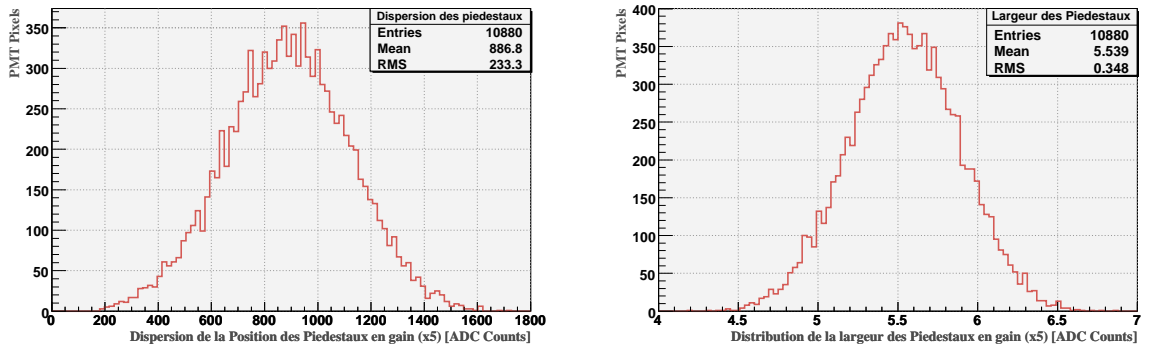 PMT Pixels
350
300
250
200
150
100
50
0
0 200 400 600 800 1000 1200 1400 1600 1800
Dispersion de la Position des Piedestaux en gain (x5) [ADC Counts]
Dispersion des piedestaux
Entries 10880
Mean 886.8
RMS 233.3
PMT Pixels
400
350
300
250
200
150
100
50
0
4 4.5 5 5.5 6 6.5 7
Distribution de la largeur des Piedestaux en gain (x5) [ADC Counts]
Largeur des Piedestaux
Entries 10880
Mean 5.539
RMS 0.348